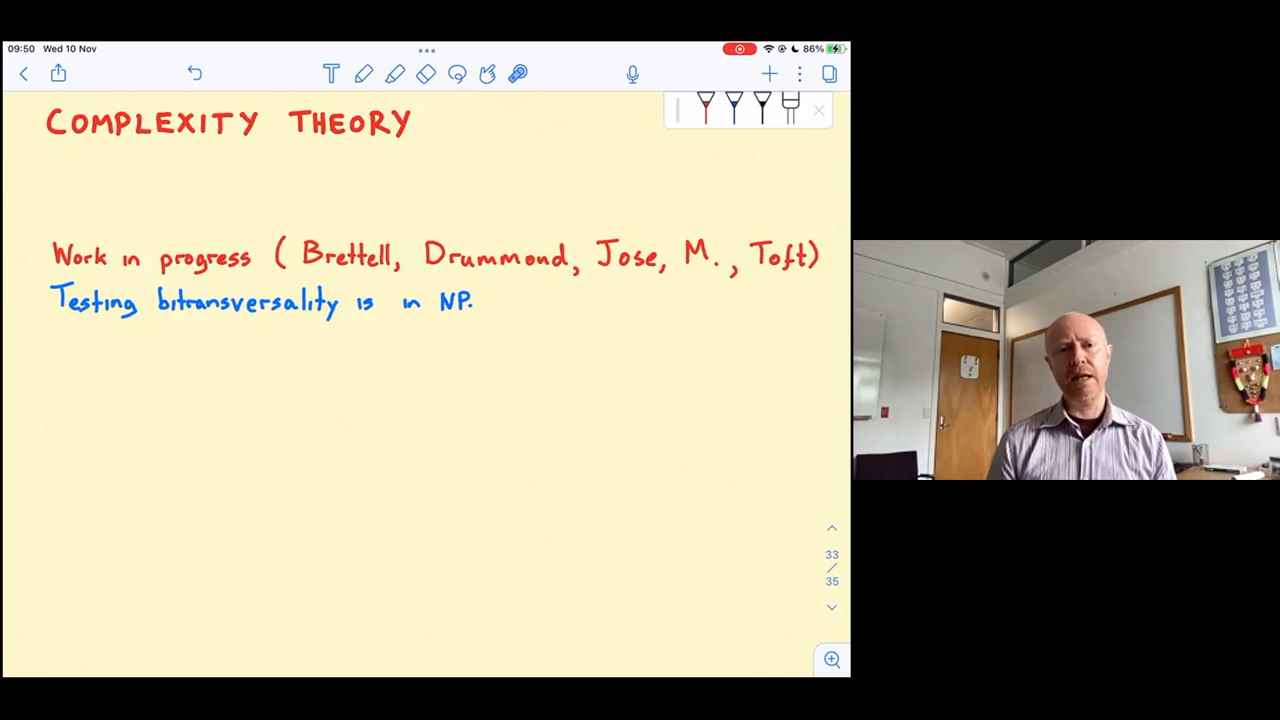 09:50 Wed 10 Nov
86%
T
COMPLEXITY THEORY
Work in progress (Brettell, Drummond, Jose, M., Toft)
Testing bitransversality is in NP.
33
/
35